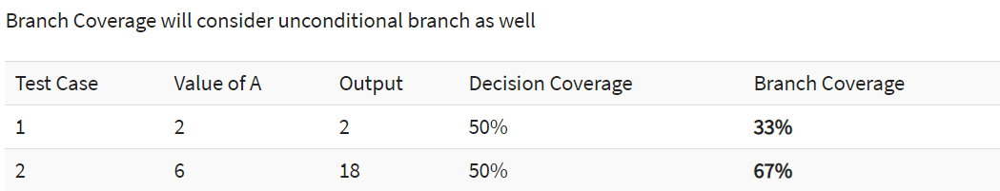 Branch Coverage will consider unconditional branch as well
Test Case Value of A Output Decision Coverage Branch Coverage
1 2 2 50% 33%
2 6 18 50% 67%